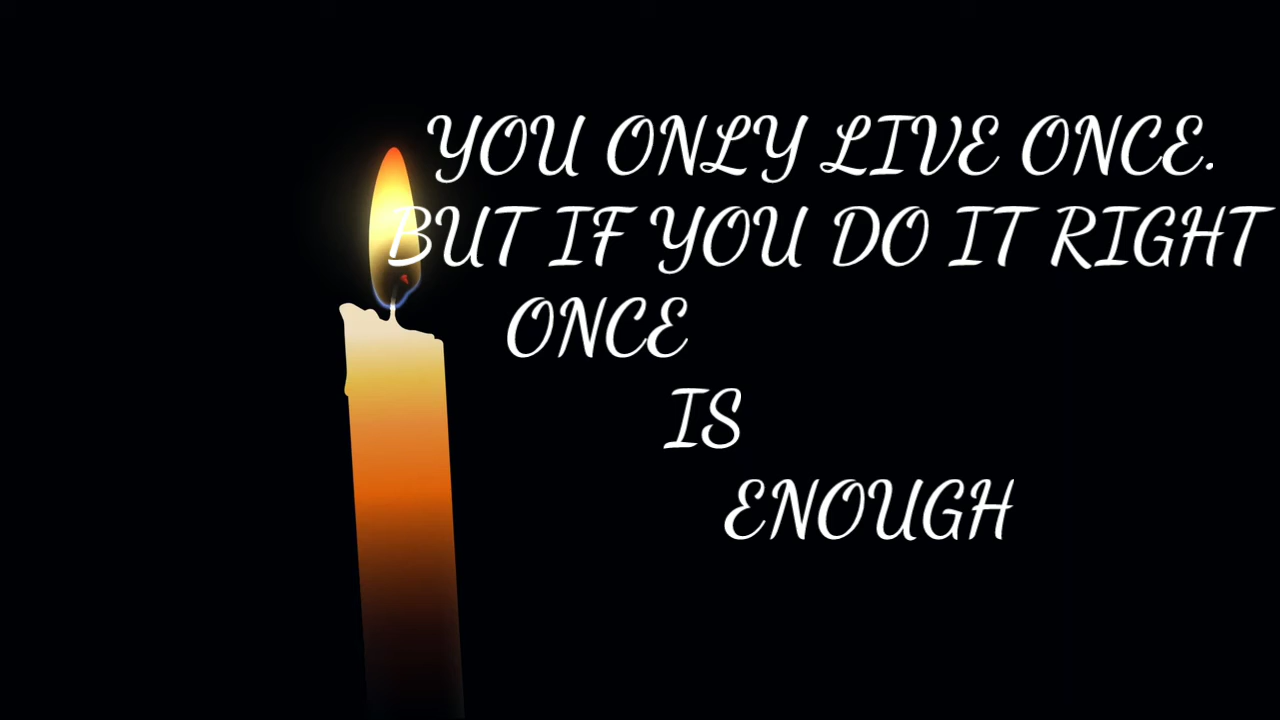 YOU ONLY LIVE ONCE.
BUT IF YOU DO IT RIGHT
ONCE
IS
ENOUGH